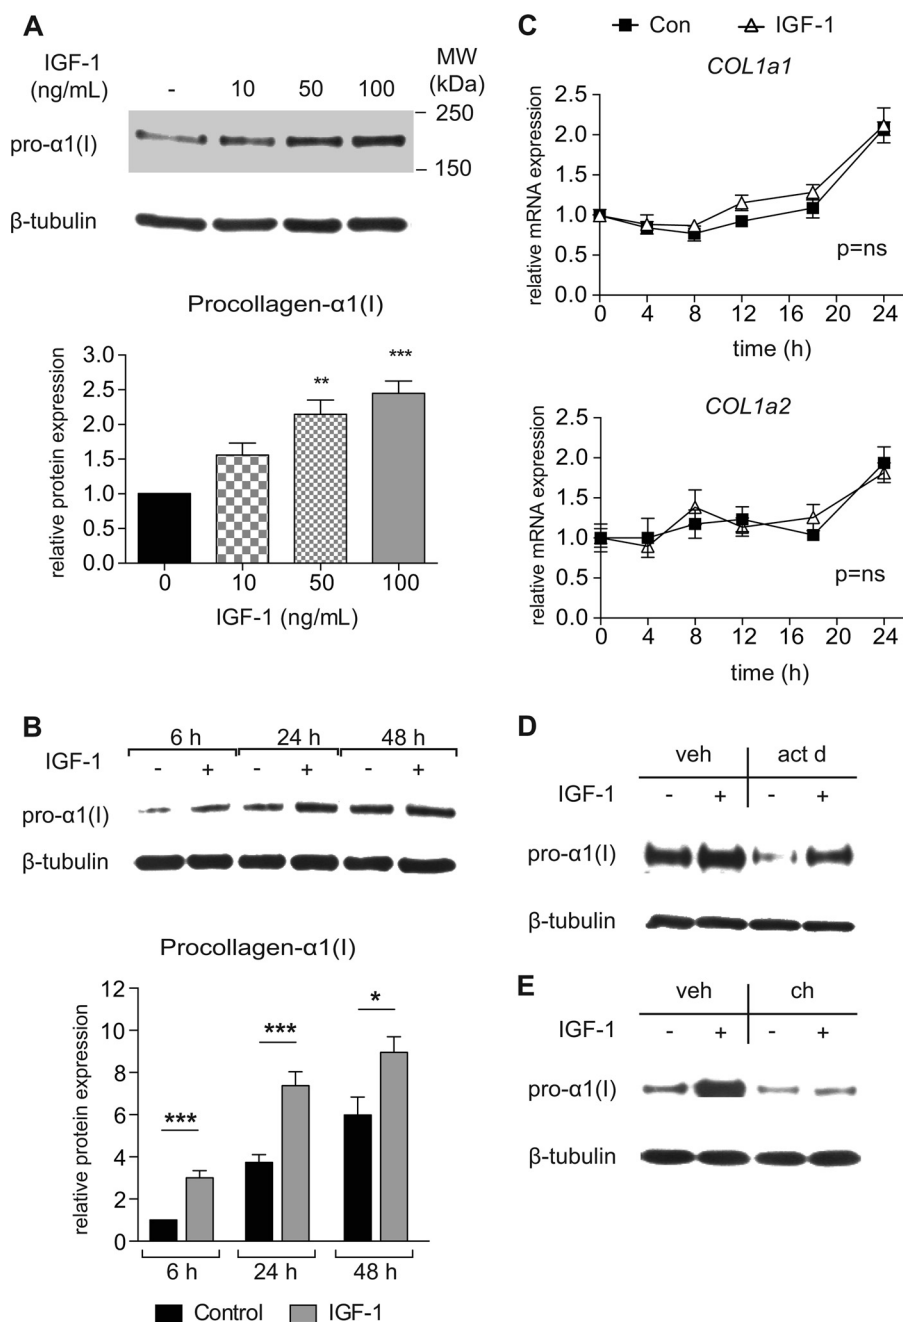 A
IGF-1
(ng/mL)
- 10 50 100
MW
(kDa)
250
pro-α1(I)
150
β-tubulin
Procollagen-α1(I)
relative protein expression
3.0
2.5
2.0
1.5
1.0
0.5
0.0
** ***
0 10 50 100
IGF-1 (ng/mL)
B
6 h 24 h 48 h
IGF-1 - + - + - +
pro-α1(I)
β-tubulin
Procollagen-α1(I)
relative protein expression
12
10
8
6
4
2
0
*** *** *
6 h 24 h 48 h
Control IGF-1
C
Con IGF-1
COL1a1
relative mRNA expression
2.5
2.0
1.5
1.0
0.5
0.0
p=ns
0 4 8 12 16 20 24
time (h)
COL1a2
relative mRNA expression
2.5
2.0
1.5
1.0
0.5
0.0
p=ns
0 4 8 12 16 20 24
time (h)
D
veh act d
IGF-1 - + - +
pro-α1(I)
β-tubulin
E
veh ch
IGF-1 - + - +
pro-α1(I)
β-tubulin